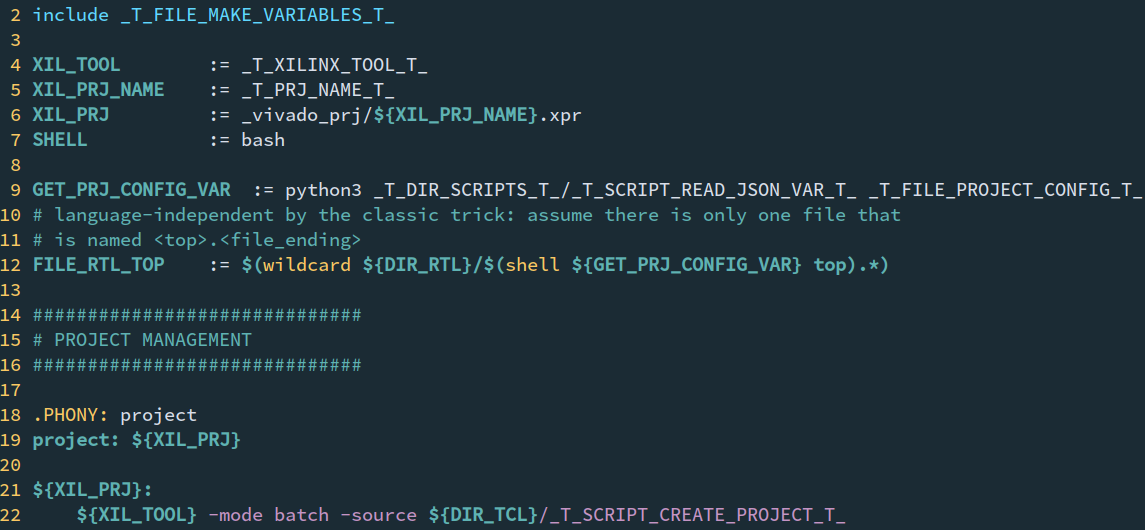 2 include _T_FILE_MAKE_VARIABLES_T_
3
4 XIL_TOOL        := _T_XILINX_TOOL_T_
5 XIL_PRJ_NAME    := _T_PRJ_NAME_T_
6 XIL_PRJ         := _vivado_prj/${XIL_PRJ_NAME}.xpr
7 SHELL           := bash
8
9 GET_PRJ_CONFIG_VAR  := python3 _T_DIR_SCRIPTS_T_/_T_SCRIPT_READ_JSON_VAR_T_ _T_FILE_PROJECT_CONFIG_T_
10 # language-independent by the classic trick: assume there is only one file that
11 # is named <top>.<file_ending>
12 FILE_RTL_TOP    := $(wildcard ${DIR_RTL}/$(shell ${GET_PRJ_CONFIG_VAR} top).*)
13
14 ##############################
15 # PROJECT MANAGEMENT
16 ##############################
17
18 .PHONY: project
19 project: ${XIL_PRJ}
20
21 ${XIL_PRJ}:
22     ${XIL_TOOL} -mode batch -source ${DIR_TCL}/_T_SCRIPT_CREATE_PROJECT_T_